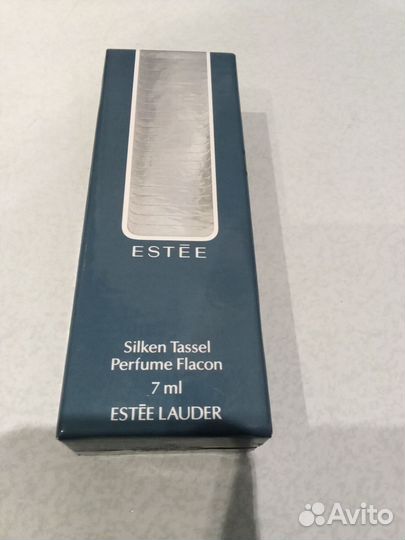 ESTĒE
Silken Tassel
Perfume Flacon
7 ml
ESTĒE LAUDER
Avito